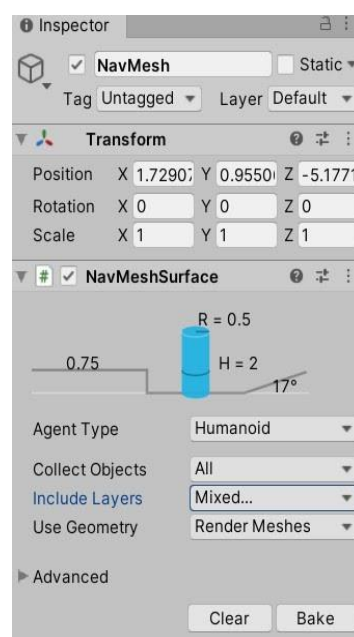 Inspector
NavMesh Static
Tag Untagged Layer Default
Transform
Position X 1.72907 Y 0.9550 Z -5.1771
Rotation X 0 Y 0 Z 0
Scale X 1 Y 1 Z 1
# NavMeshSurface
R = 0.5
0.75 H = 2
17°
Agent Type Humanoid
Collect Objects All
Include Layers Mixed...
Use Geometry Render Meshes
Advanced
Clear Bake